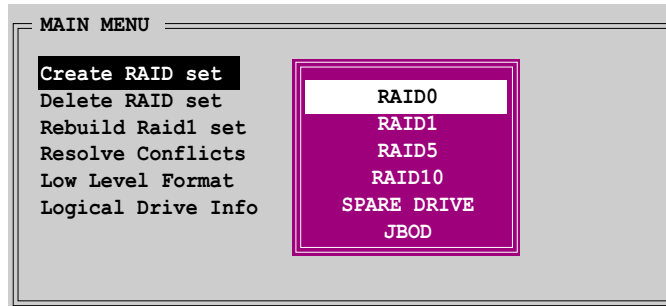 MAIN MENU
Create RAID set
Delete RAID set
Rebuild Raid1 set
Resolve Conflicts
Low Level Format
Logical Drive Info
RAID0
RAID1
RAID5
RAID10
SPARE DRIVE
JBOD